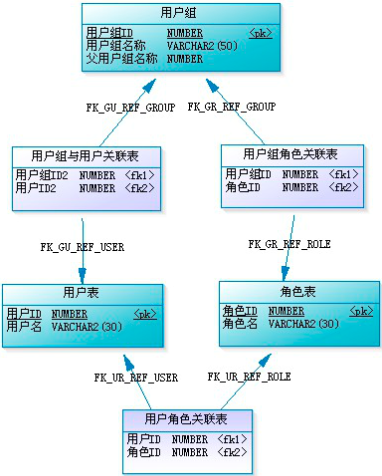 用户组
用户组ID NUMBER <pk>
用户组名称 VARCHAR2(50)
父用户组名称 NUMBER
FK_GU_REF_GROUP FK_GR_REF_GROUP
用户组与用户关联表
用户组ID2 NUMBER <fk1>
用户ID2 NUMBER <fk2>
用户组角色关联表
用户组ID NUMBER <fk1>
角色ID NUMBER <fk2>
FK_GU_REF_USER FK_GR_REF_ROLE
用户表
用户ID NUMBER <pk>
用户名 VARCHAR2(30)
角色表
角色ID NUMBER <pk>
角色名 VARCHAR2(30)
FK_UR_REF_USER FK_UR_REF_ROLE
用户角色关联表
用户ID NUMBER <fk1>
角色ID NUMBER <fk2>